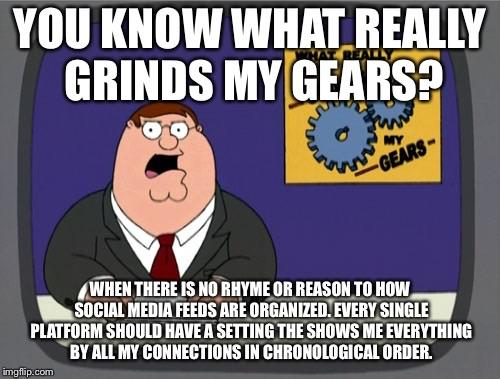 YOU KNOW WHAT REALLY
GRINDS MY GEARS?
WHAT REALLY
MY
GEARS
WHEN THERE IS NO RHYME OR REASON TO HOW
SOCIAL MEDIA FEEDS ARE ORGANIZED. EVERY SINGLE
PLATFORM SHOULD HAVE A SETTING THE SHOWS ME EVERYTHING
BY ALL MY CONNECTIONS IN CHRONOLOGICAL ORDER.
imgflip.com